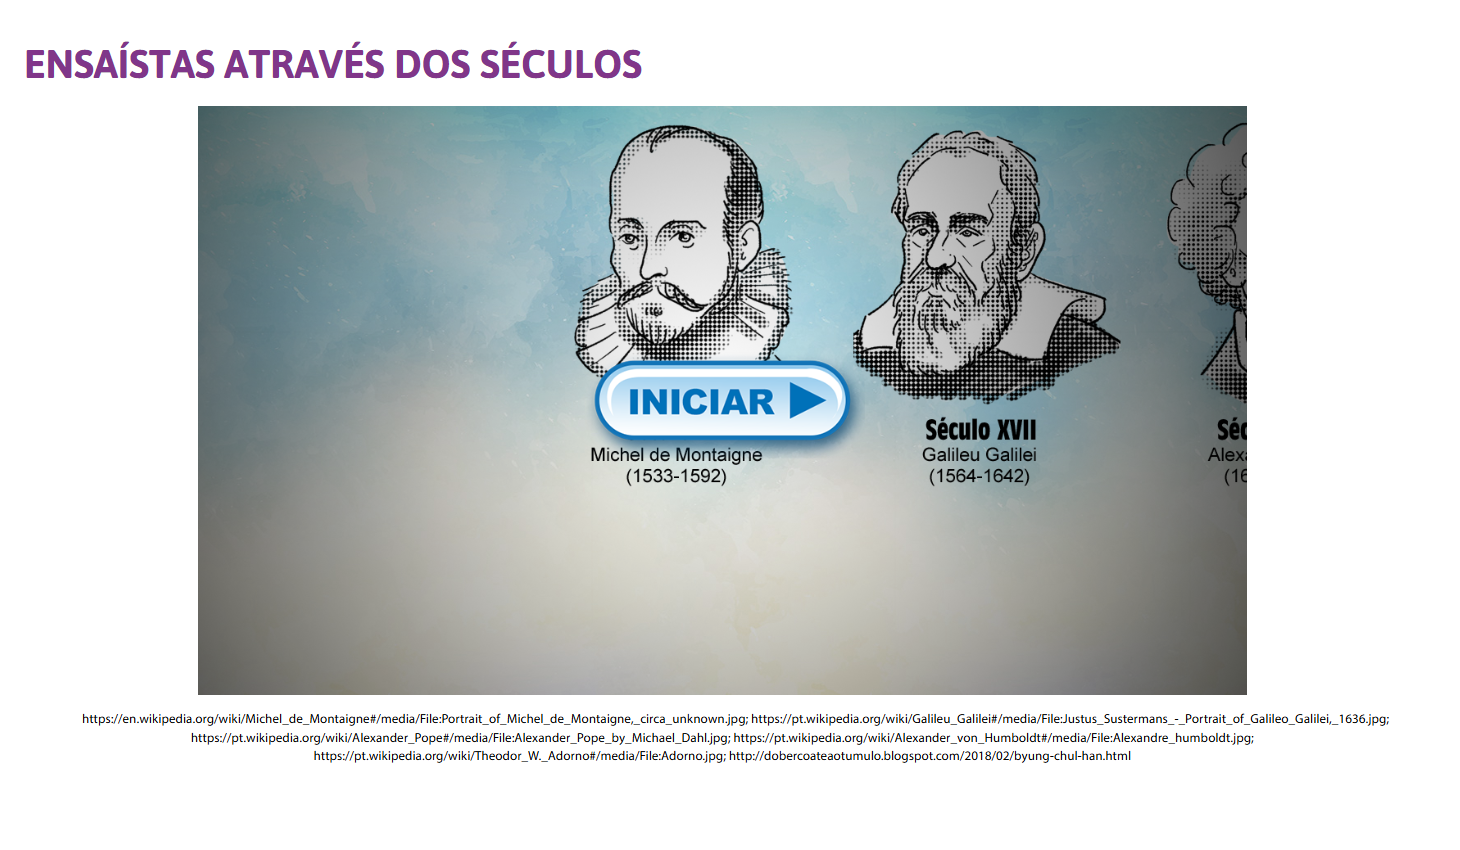 ENSAÍSTAS ATRAVÉS DOS SÉCULOS
INICIAR
Michel de Montaigne
(1533-1592)
Século XVII
Galileu Galilei
(1564-1642)
Séc
Alexa
(16
https://en.wikipedia.org/wiki/Michel_de_Montaigne#/media/File:Portrait_of_Michel_de_Montaigne,_circa_unknown.jpg; https://pt.wikipedia.org/wiki/Galileu_Galilei#/media/File:Justus_Sustermans_-_Portrait_of_Galileo_Galilei,_1636.jpg;
https://pt.wikipedia.org/wiki/Alexander_Pope#/media/File:Alexander_Pope_by_Michael_Dahl.jpg; https://pt.wikipedia.org/wiki/Alexander_von_Humboldt#/media/File:Alexandre_humboldt.jpg;
https://pt.wikipedia.org/wiki/Theodor_W._Adorno#/media/File:Adorno.jpg; http://dobercoateaotumulo.blogspot.com/2018/02/byung-chul-han.html